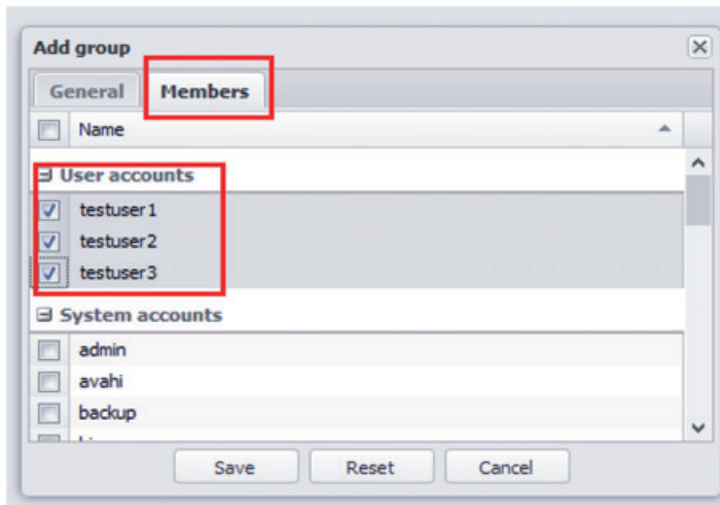 Add group
General Members
Name
User accounts
testuser1
testuser2
testuser3
System accounts
admin
avahi
backup
Save Reset Cancel